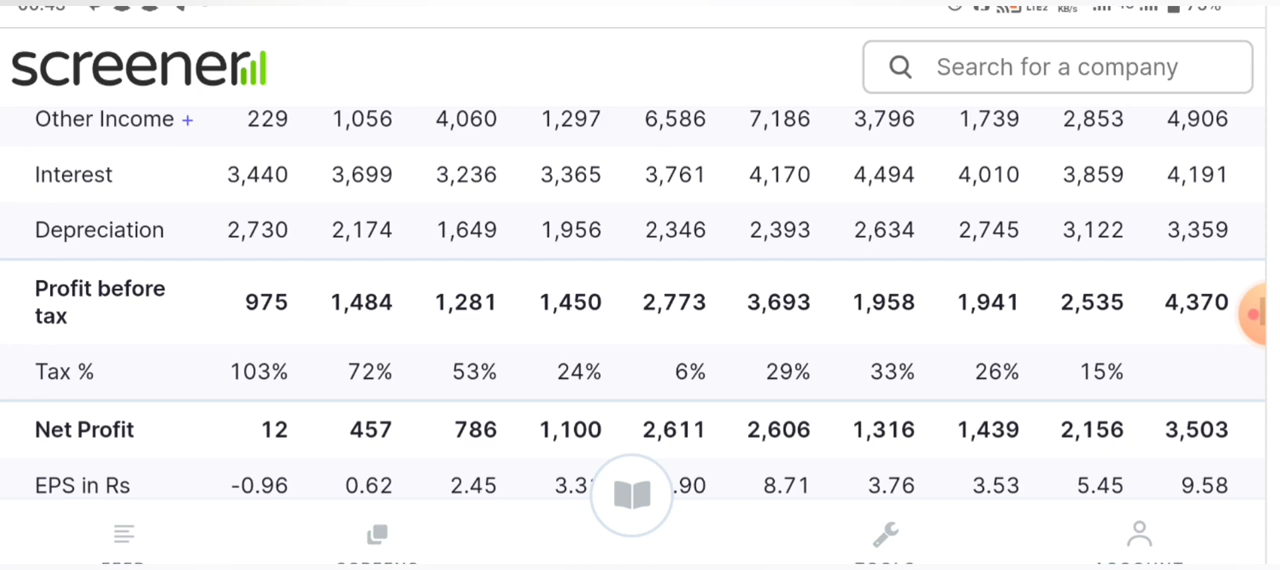 LTE2 KB/s
screener
Search for a company
Other Income + 229 1,056 4,060 1,297 6,586 7,186 3,796 1,739 2,853 4,906
Interest 3,440 3,699 3,236 3,365 3,761 4,170 4,494 4,010 3,859 4,191
Depreciation 2,730 2,174 1,649 1,956 2,346 2,393 2,634 2,745 3,122 3,359
Profit before
tax 975 1,484 1,281 1,450 2,773 3,693 1,958 1,941 2,535 4,370
Tax % 103% 72% 53% 24% 6% 29% 33% 26% 15%
Net Profit 12 457 786 1,100 2,611 2,606 1,316 1,439 2,156 3,503
EPS in Rs -0.96 0.62 2.45 3.3 .90 8.71 3.76 3.53 5.45 9.58